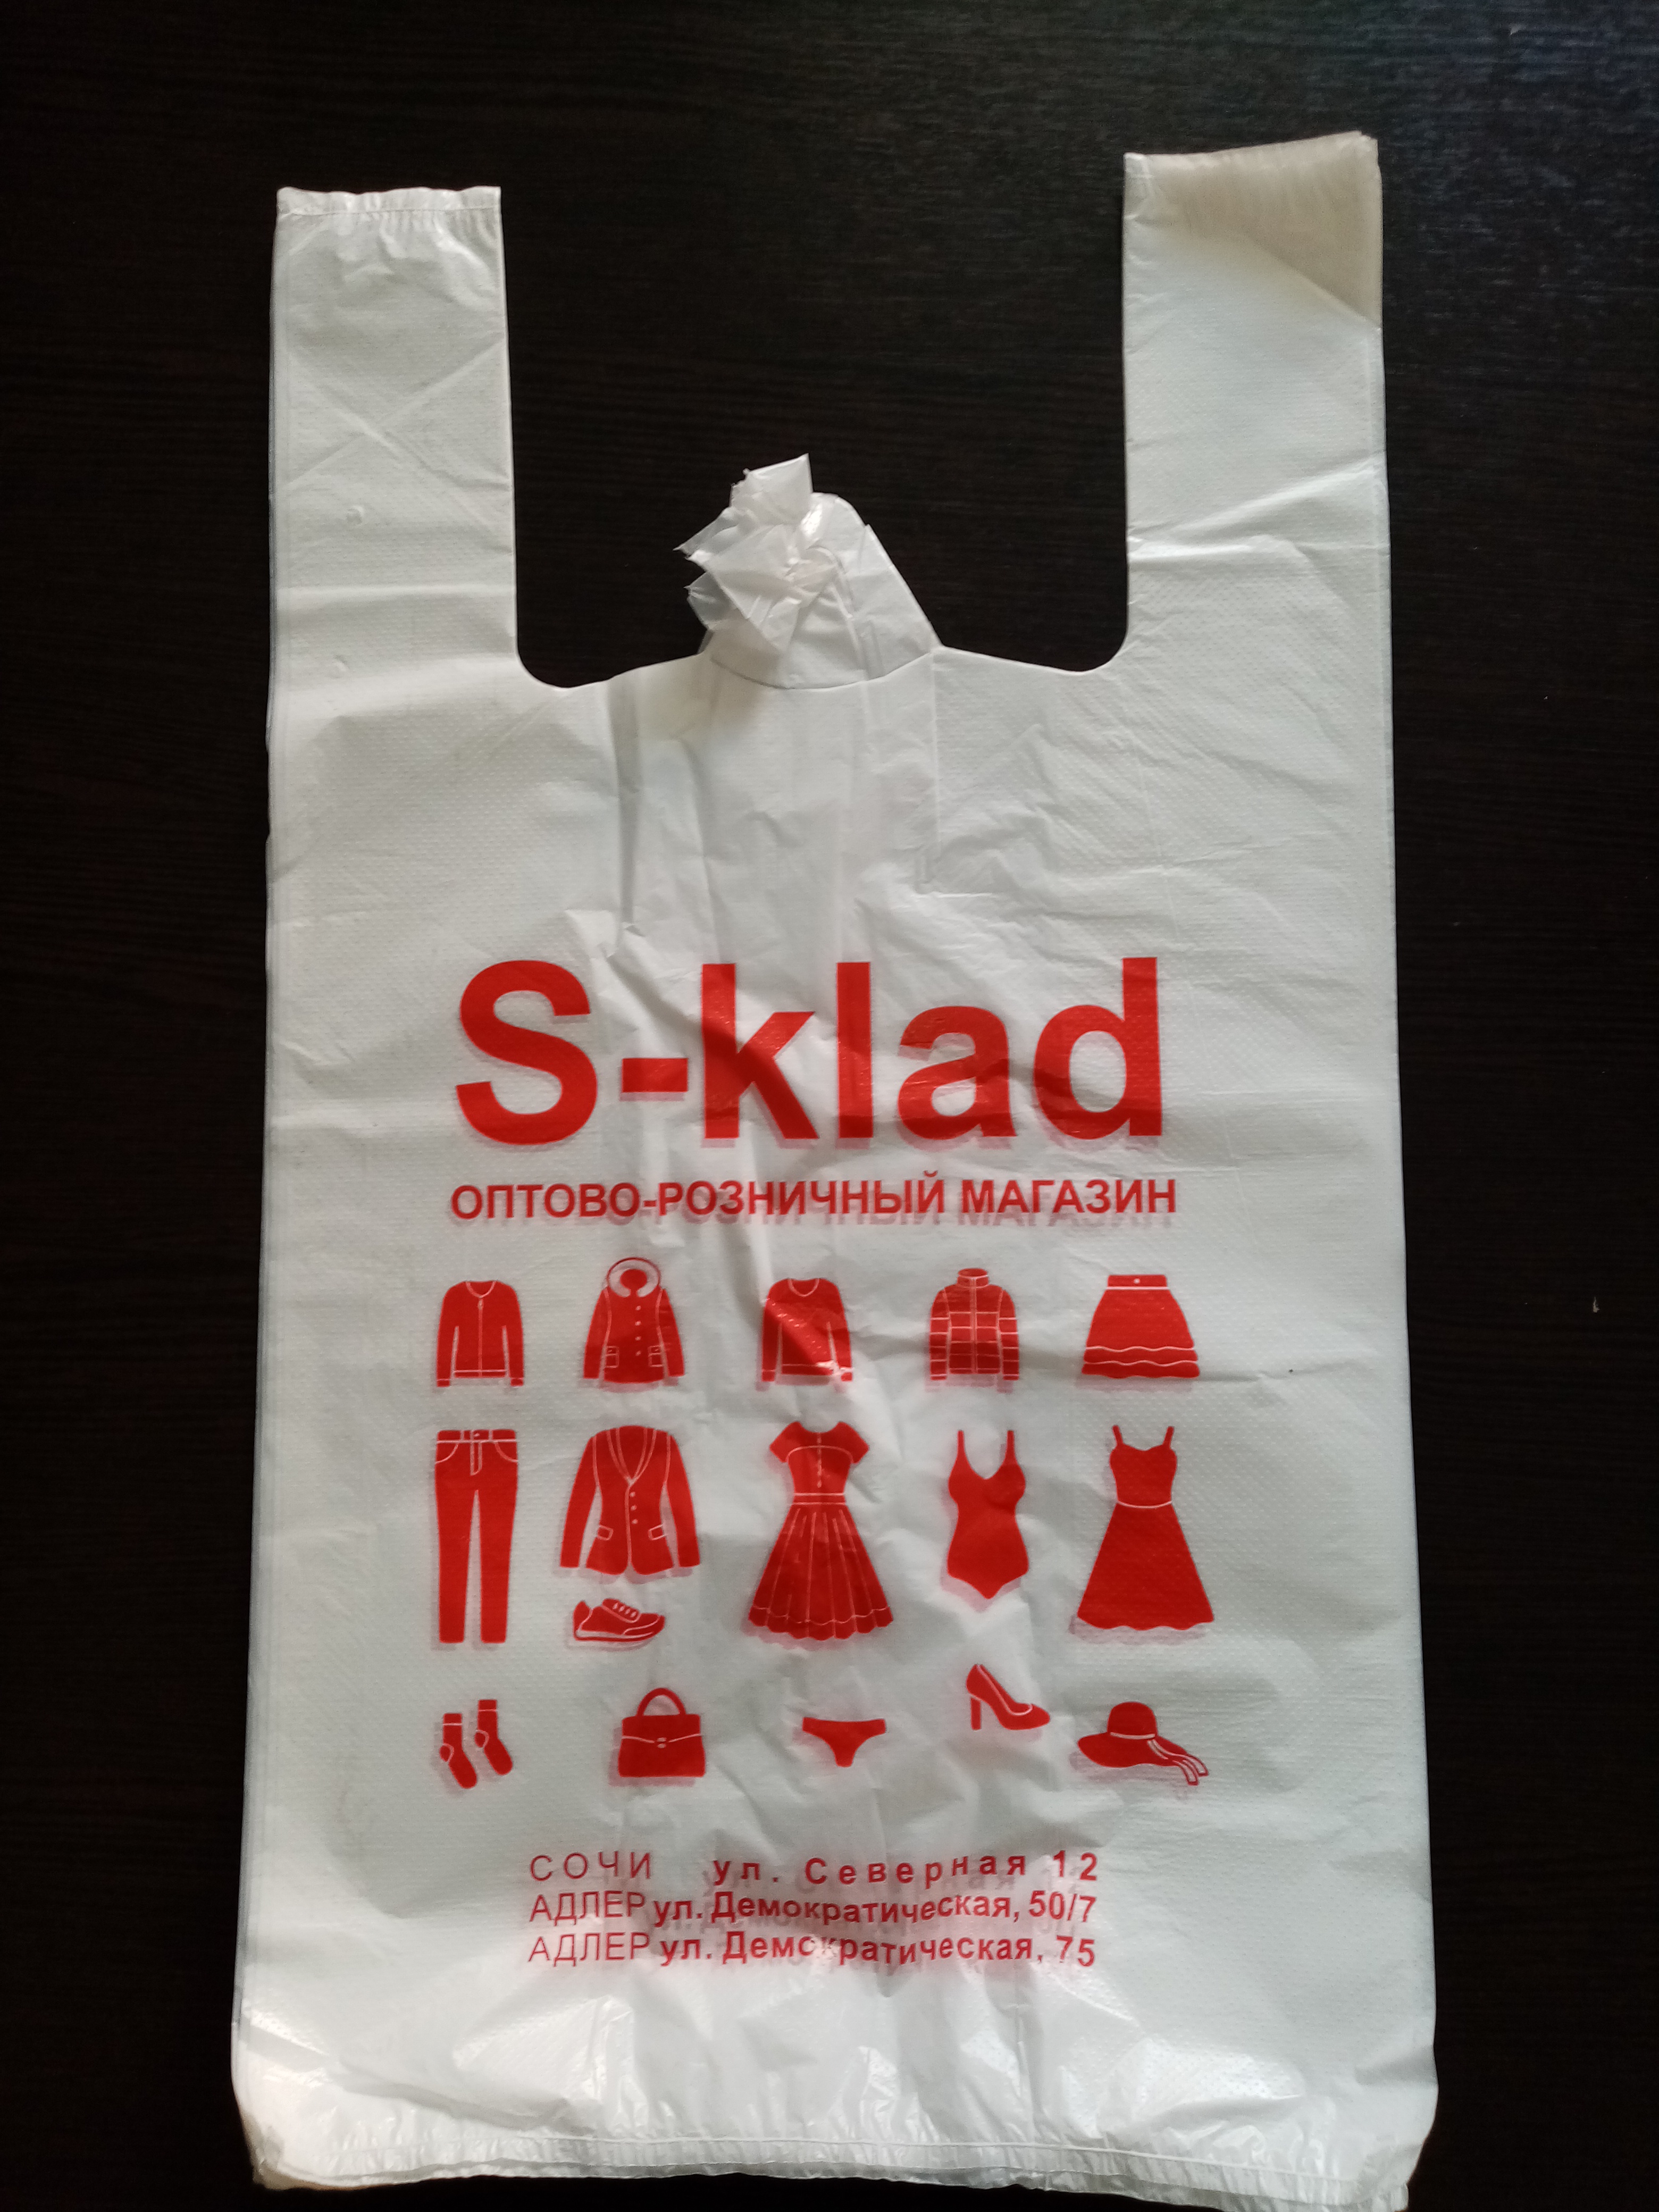 S-klad
ОПТОВО-РОЗНИЧНЫЙ МАГАЗИН
СОЧИ ул. Северная 12
АДЛЕР ул. Демократическая, 50/7
АДЛЕР ул. Демократическая, 75